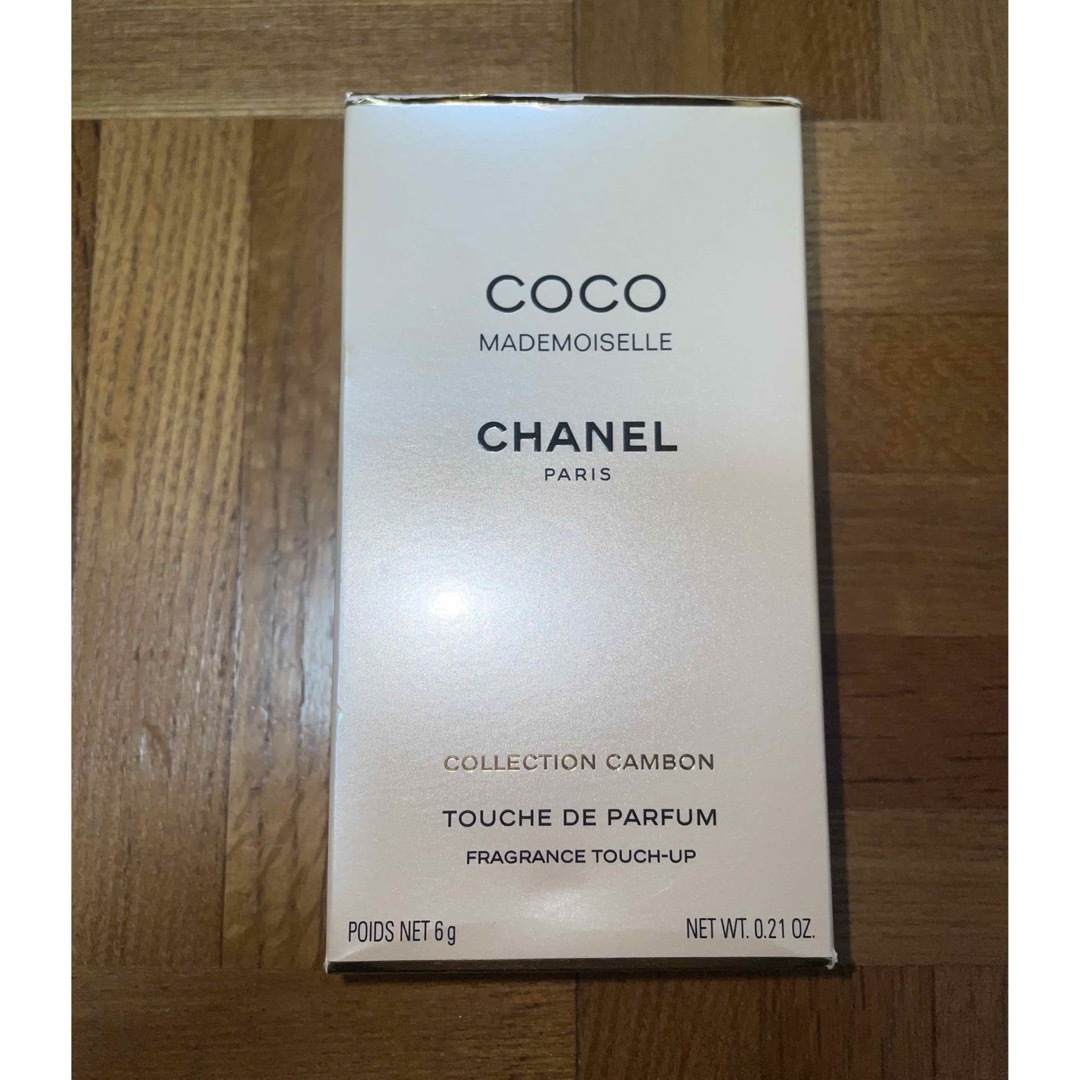 COCO
MADEMOISELLE
CHANEL
PARIS
COLLECTION CAMBON
TOUCHE DE PARFUM
FRAGRANCE TOUCH-UP
POIDS NET 6 g
NET WT. 0.21 OZ.